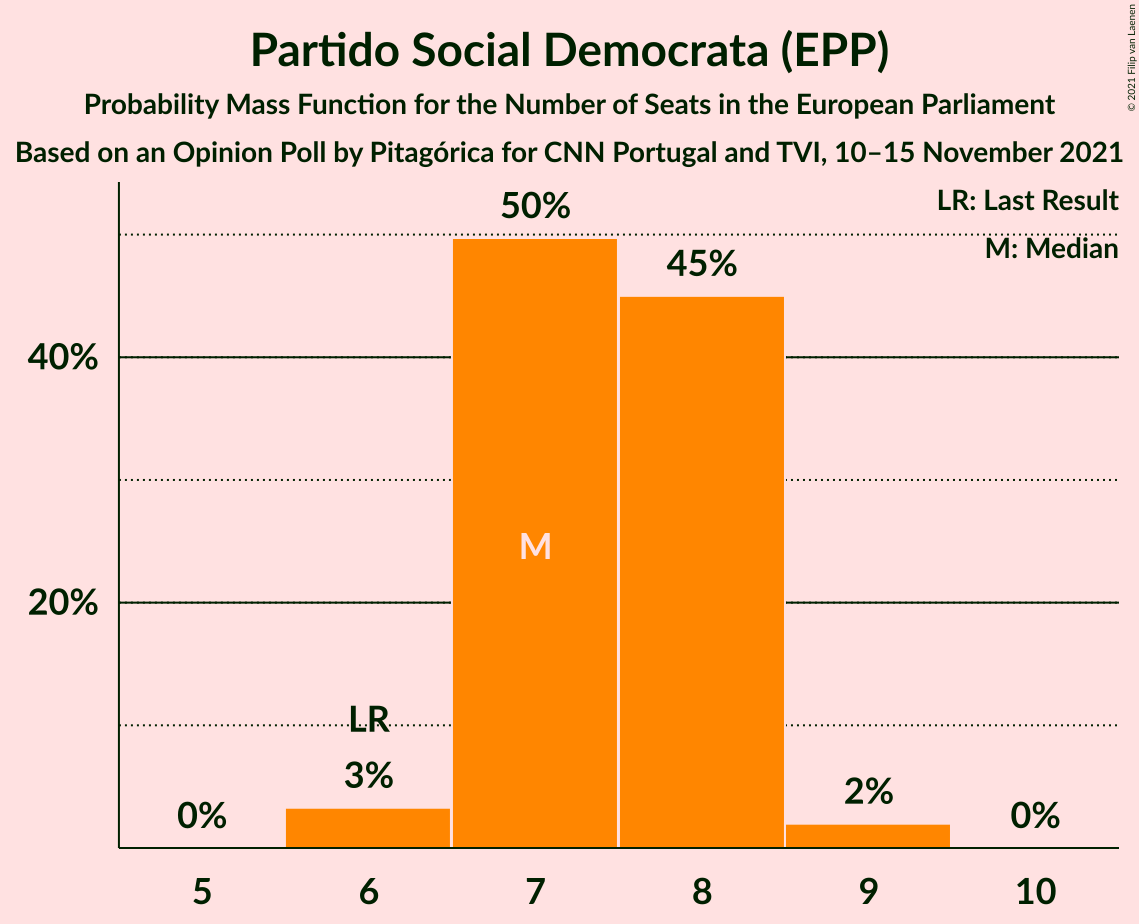 Partido Social Democrata (EPP)
Probability Mass Function for the Number of Seats in the European Parliament
Based on an Opinion Poll by Pitagórica for CNN Portugal and TVI, 10–15 November 2021
© 2021 Filip van Laenen
LR: Last Result
M: Median
50%
45%
40%
M
20%
LR
3%
2%
0%
0%
5 6 7 8 9 10